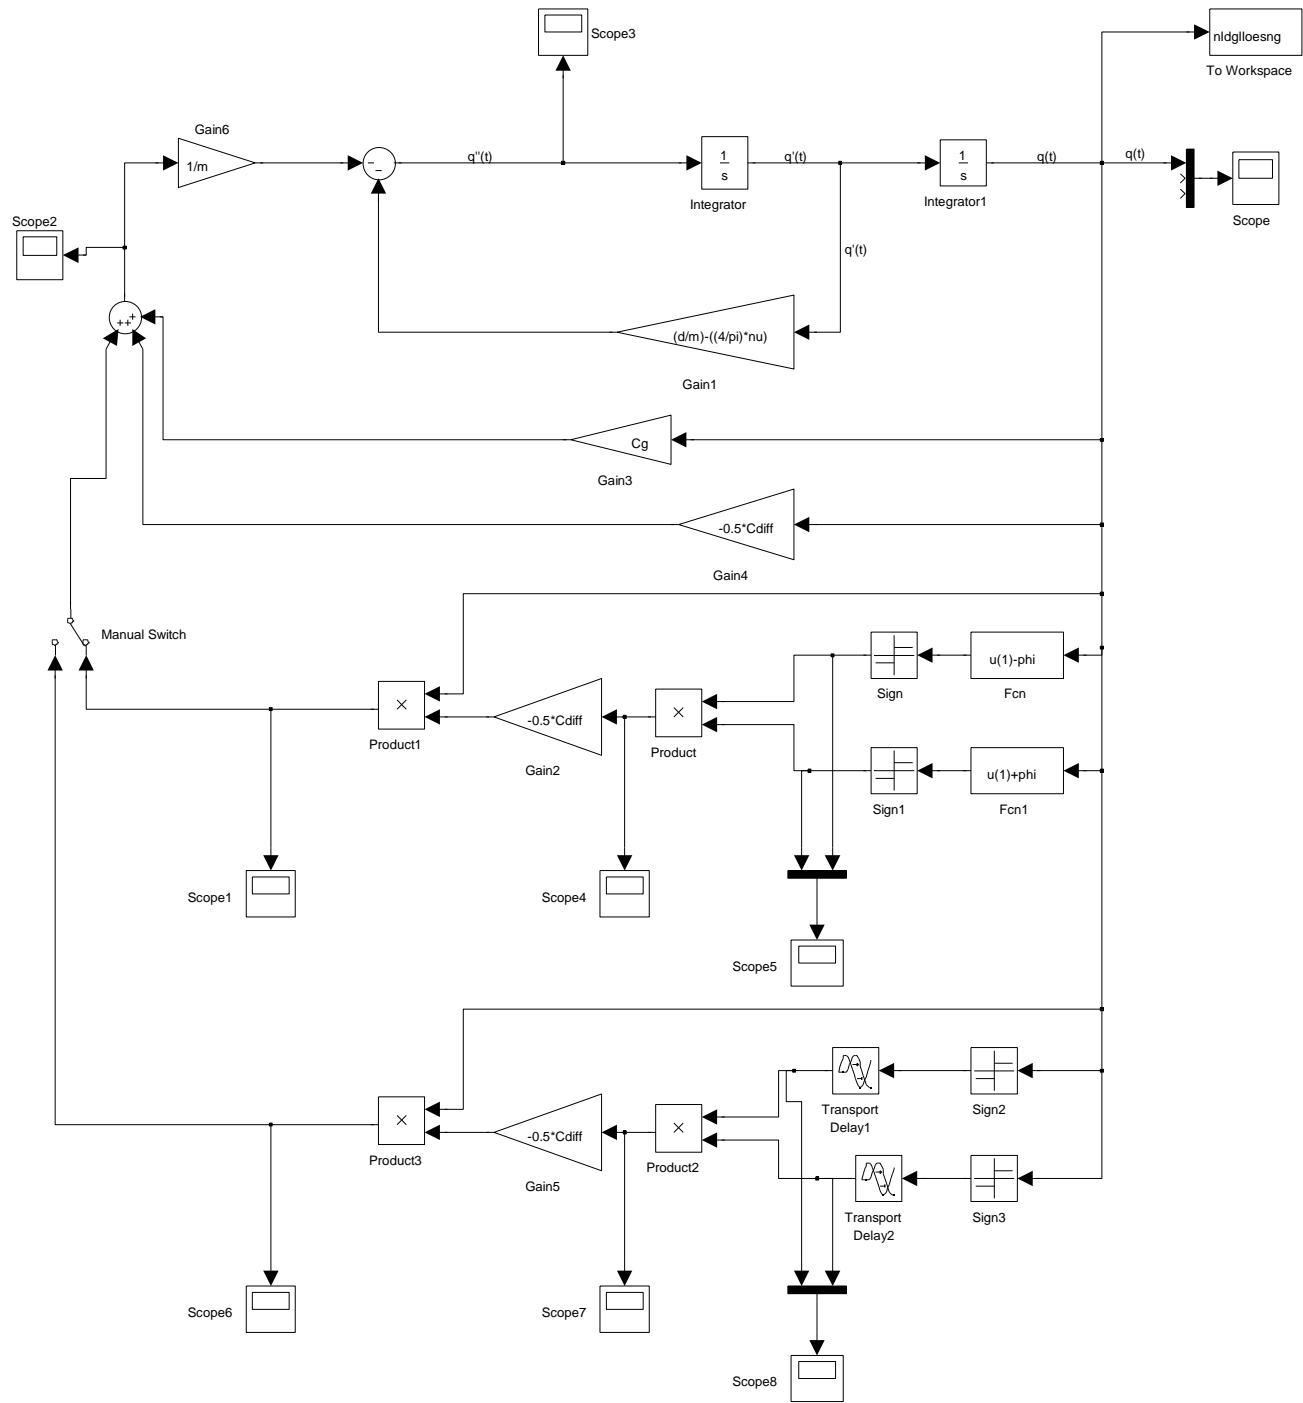 Scope3
nldglloesng
To Workspace
Gain6
1/m
−
−
q''(t)
1
s
Integrator
q'(t)
1
s
Integrator1
q(t)
q(t)
Scope
Scope2
q'(t)
+
+
+
(d/m)-((4/pi)*nu)
Gain1
Cg
Gain3
-0.5*Cdiff
Gain4
Manual Switch
Sign
u(1)-phi
Fcn
×
Product1
-0.5*Cdiff
Gain2
×
Product
Sign1
u(1)+phi
Fcn1
Scope1
Scope4
Scope5
Transport
Delay1
Sign2
×
Product3
-0.5*Cdiff
Gain5
×
Product2
Transport
Delay2
Sign3
Scope6
Scope7
Scope8